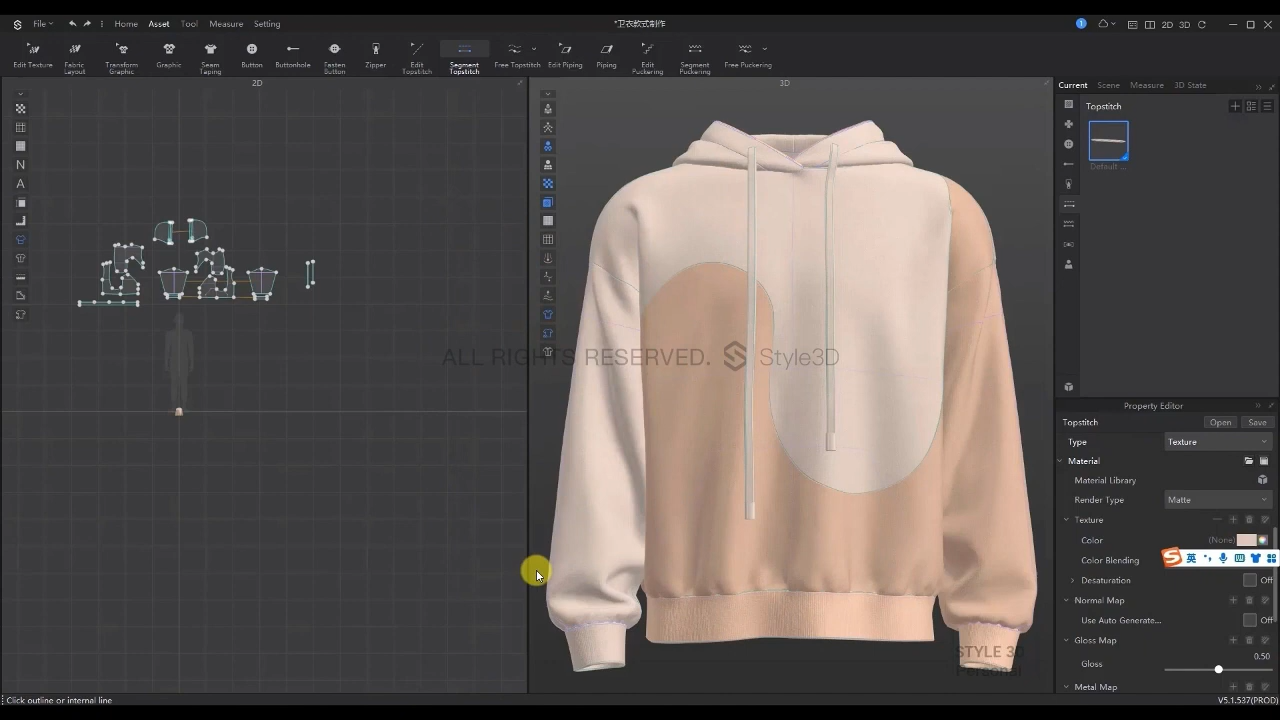 File Home Asset Tool Measure Setting
*卫衣款式制作
1 2D 3D
Edit Texture Fabric Layout Transform Graphic Graphic Seam Taping Button Buttonhole Fasten Button Zipper Edit Topstitch Segment Topstitch Free Topstitch Edit Piping Piping Edit Puckering Segment Puckering Free Puckering
2D
3D
Current Scene Measure 3D State
Topstitch
Default ...
ALL RIGHTS RESERVED. Style3D
Property Editor
Topstitch Open Save
Type Texture
Material
Material Library
Render Type Matte
Texture
Color (None)
Color Blending
英
Desaturation Off
Normal Map
Use Auto Generate... Off
Gloss Map
0.50
Gloss
Metal Map
STYLE 3D
Personal
Click outline or internal line
V5.1.537(PROD)